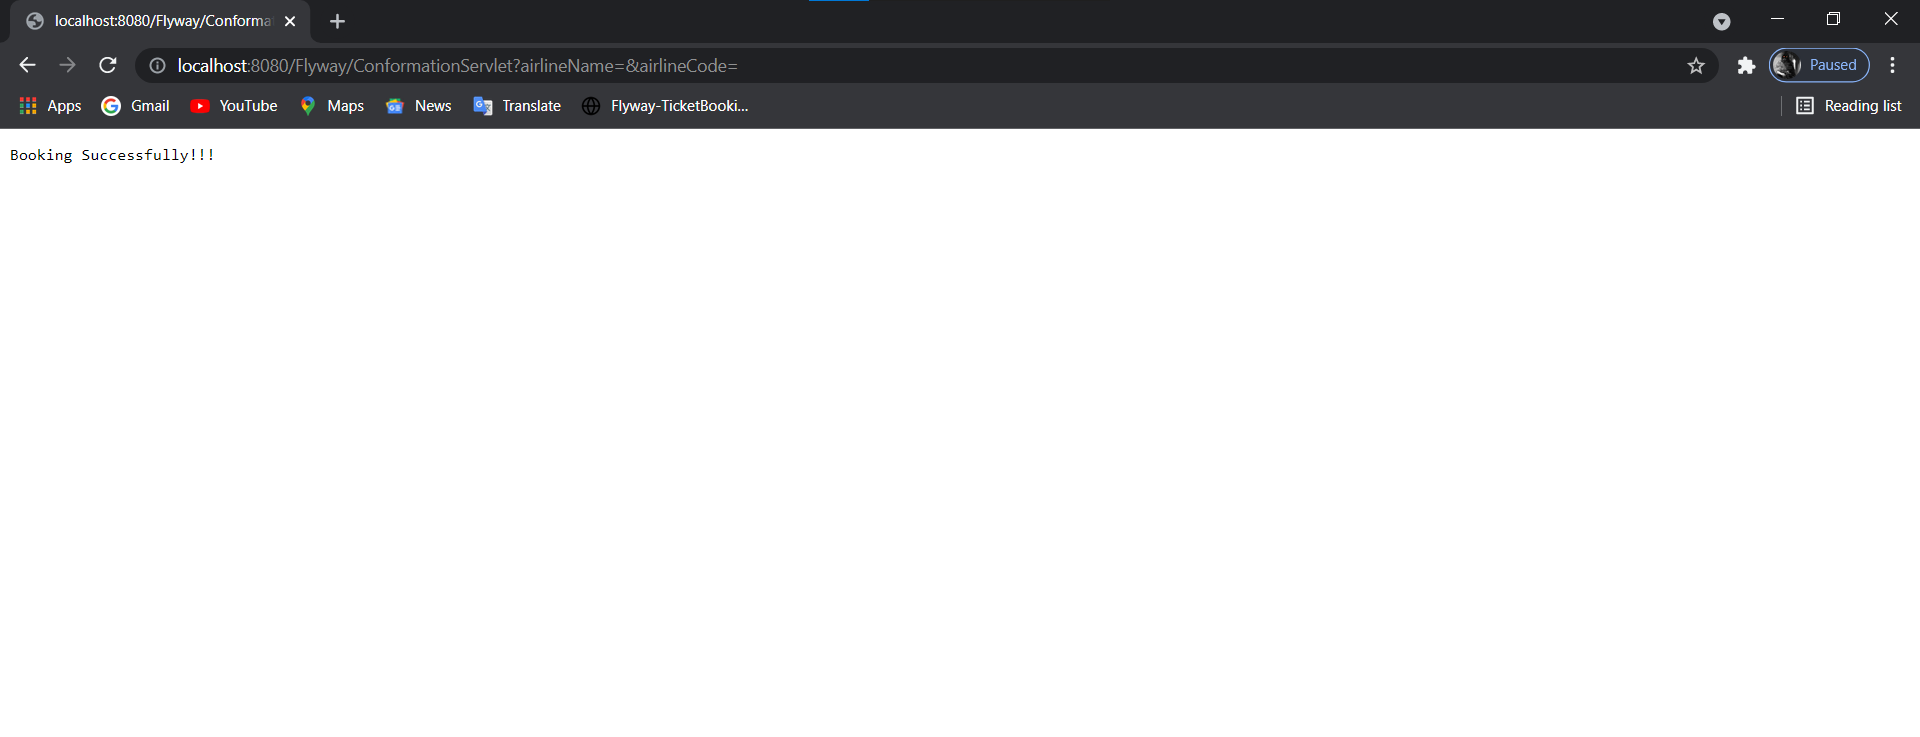 localhost:8080/Flyway/Conforma
localhost:8080/Flyway/ConformationServlet?airlineName=&airlineCode=
Paused
Apps Gmail YouTube Maps News Translate Flyway-TicketBooki... Reading list
Booking Successfully!!!